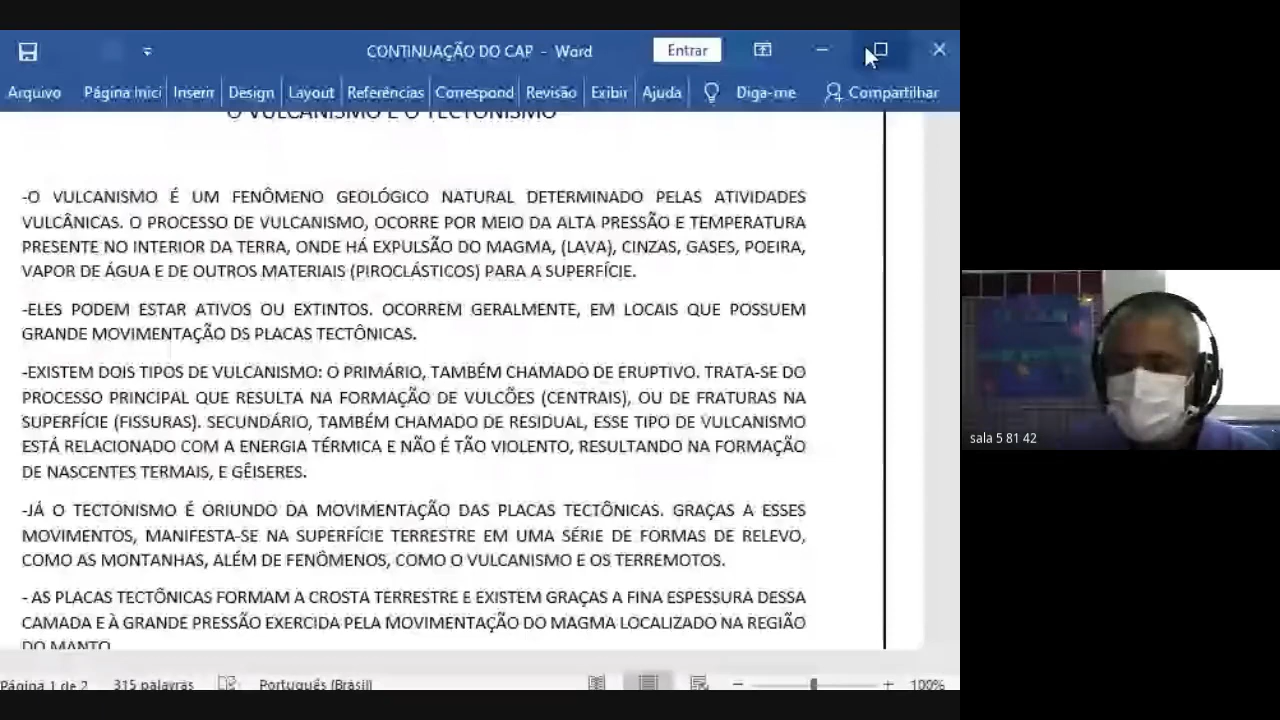 CONTINUAÇÃO DO CAP - Word
Entrar
Arquivo Página Inici Inserir Design Layout Referências Correspond Revisão Exibir Ajuda Diga-me Compartilhar
O VULCANISMO E O TECTONISMO
-O VULCANISMO É UM FENÔMENO GEOLÓGICO NATURAL DETERMINADO PELAS ATIVIDADES
VULCÂNICAS. O PROCESSO DE VULCANISMO, OCORRE POR MEIO DA ALTA PRESSÃO E TEMPERATURA
PRESENTE NO INTERIOR DA TERRA, ONDE HÁ EXPULSÃO DO MAGMA, (LAVA), CINZAS, GASES, POEIRA,
VAPOR DE ÁGUA E DE OUTROS MATERIAIS (PIROCLÁSTICOS) PARA A SUPERFÍCIE.
-ELES PODEM ESTAR ATIVOS OU EXTINTOS. OCORREM GERALMENTE, EM LOCAIS QUE POSSUEM
GRANDE MOVIMENTAÇÃO DS PLACAS TECTÔNICAS.
-EXISTEM DOIS TIPOS DE VULCANISMO: O PRIMÁRIO, TAMBÉM CHAMADO DE ERUPTIVO. TRATA-SE DO
PROCESSO PRINCIPAL QUE RESULTA NA FORMAÇÃO DE VULCÕES (CENTRAIS), OU DE FRATURAS NA
SUPERFÍCIE (FISSURAS). SECUNDÁRIO, TAMBÉM CHAMADO DE RESIDUAL, ESSE TIPO DE VULCANISMO
ESTÁ RELACIONADO COM A ENERGIA TÉRMICA E NÃO É TÃO VIOLENTO, RESULTANDO NA FORMAÇÃO
DE NASCENTES TERMAIS, E GÊISERES.
-JÁ O TECTONISMO É ORIUNDO DA MOVIMENTAÇÃO DAS PLACAS TECTÔNICAS. GRAÇAS A ESSES
MOVIMENTOS, MANIFESTA-SE NA SUPERFÍCIE TERRESTRE EM UMA SÉRIE DE FORMAS DE RELEVO,
COMO AS MONTANHAS, ALÉM DE FENÔMENOS, COMO O VULCANISMO E OS TERREMOTOS.
- AS PLACAS TECTÔNICAS FORMAM A CROSTA TERRESTRE E EXISTEM GRAÇAS A FINA ESPESSURA DESSA
CAMADA E À GRANDE PRESSÃO EXERCIDA PELA MOVIMENTAÇÃO DO MAGMA LOCALIZADO NA REGIÃO
DO MANTO
Página 1 de 2 315 palavras Português (Brasil) 100%
sala 5 81 42